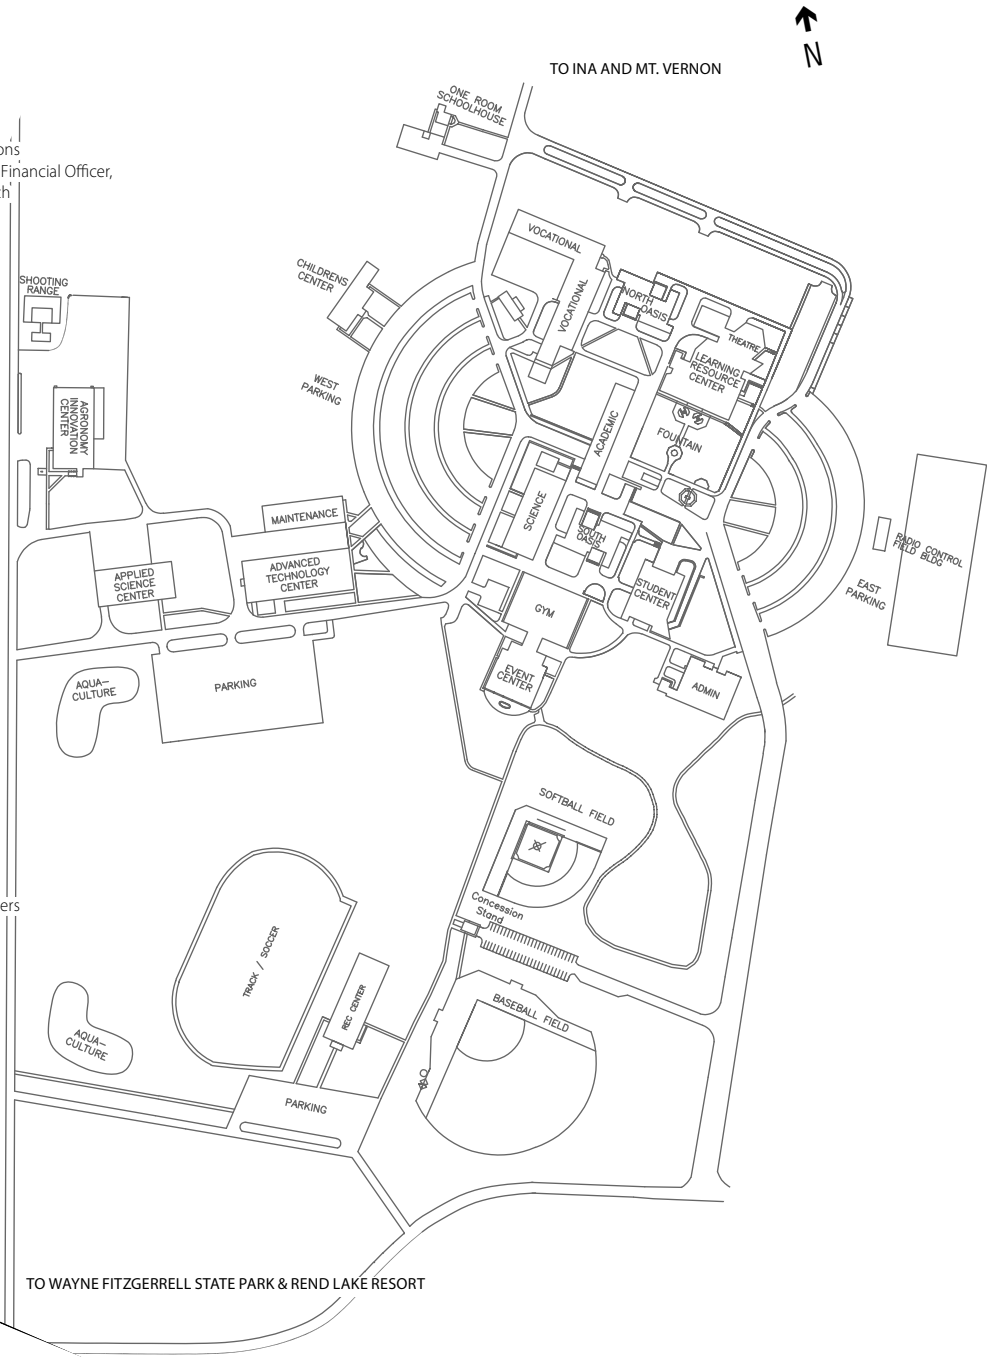 N
TO INA AND MT. VERNON
ONE ROOM
SCHOOLHOUSE
ons
Financial Officer,
th
VOCATIONAL
VOCATIONAL
CHILDRENS
CENTER
SHOOTING
RANGE
NORTH
OASIS
THEATRE
LEARNING
RESOURCE
CENTER
WEST
PARKING
AGRONOMY
INNOVATION
CENTER
ACADEMIC
FOUNTAIN
SCIENCE
MAINTENANCE
SOUTH
OASIS
RADIO CONTROL
FIELD BLDG
ADVANCED
TECHNOLOGY
CENTER
APPLIED
SCIENCE
CENTER
STUDENT
CENTER
EAST
PARKING
GYM
EVENT
CENTER
ADMIN
AQUA-
CULTURE
PARKING
SOFTBALL FIELD
Concession
Stand
ers
TRACK / SOCCER
REC CENTER
BASEBALL FIELD
AQUA-
CULTURE
PARKING
TO WAYNE FITZGERRELL STATE PARK & REND LAKE RESORT